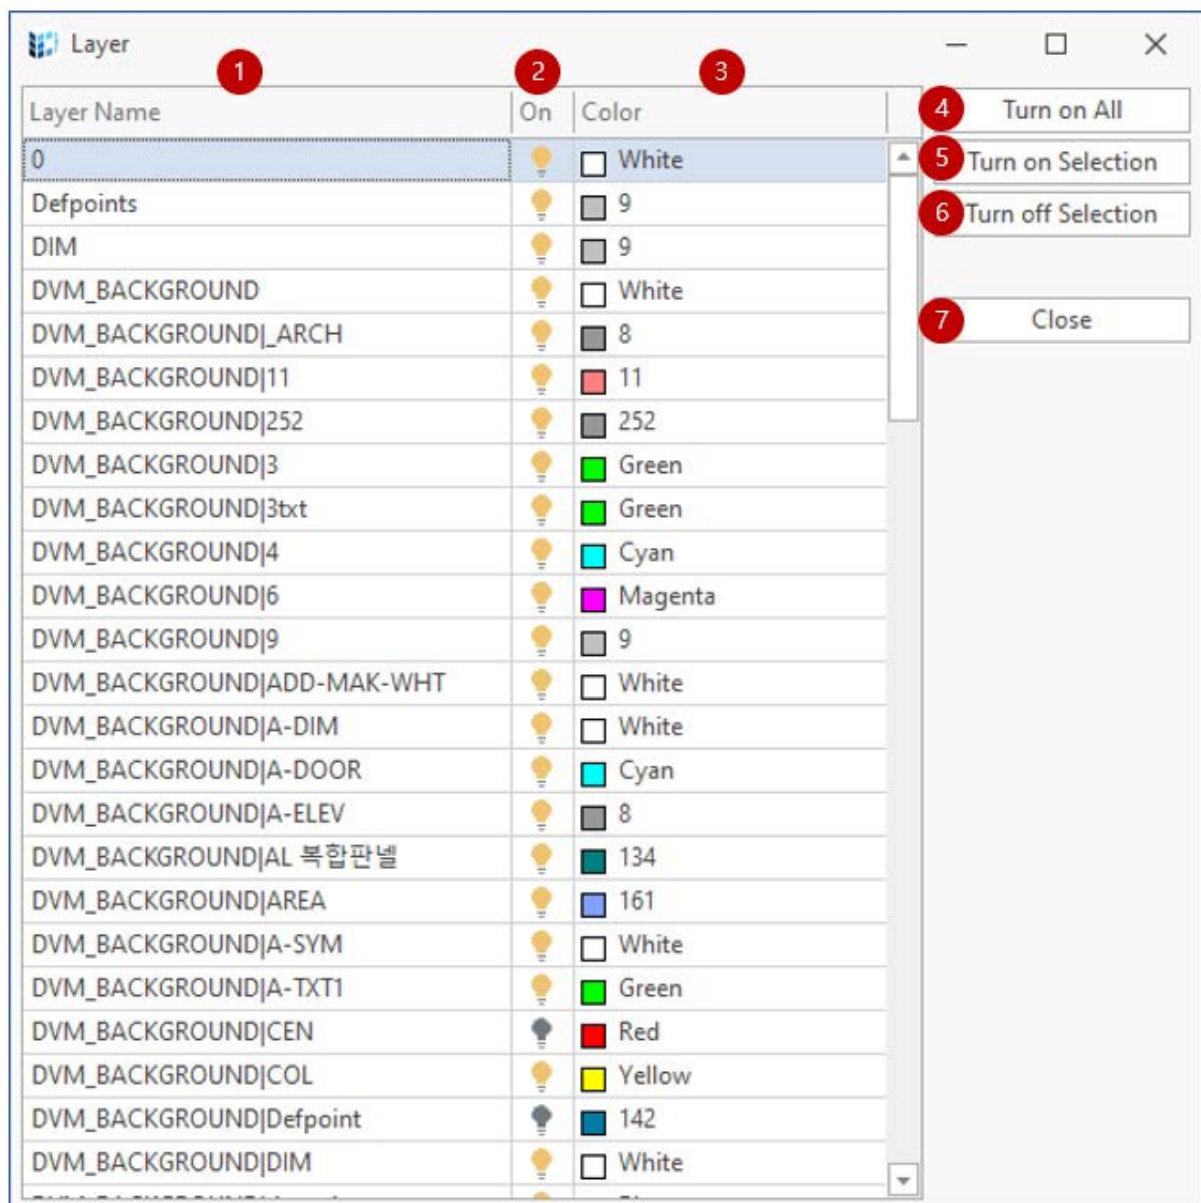 Layer
1 2 3
Layer Name On Color
4 Turn on All
0 White
5 Turn on Selection
Defpoints 9
6 Turn off Selection
DIM 9
DVM_BACKGROUND White
7 Close
DVM_BACKGROUND|_ARCH 8
DVM_BACKGROUND|11 11
DVM_BACKGROUND|252 252
DVM_BACKGROUND|3 Green
DVM_BACKGROUND|3txt Green
DVM_BACKGROUND|4 Cyan
DVM_BACKGROUND|6 Magenta
DVM_BACKGROUND|9 9
DVM_BACKGROUND|ADD-MAK-WHT White
DVM_BACKGROUND|A-DIM White
DVM_BACKGROUND|A-DOOR Cyan
DVM_BACKGROUND|A-ELEV 8
DVM_BACKGROUND|AL 복합판넬 134
DVM_BACKGROUND|AREA 161
DVM_BACKGROUND|A-SYM White
DVM_BACKGROUND|A-TXT1 Green
DVM_BACKGROUND|CEN Red
DVM_BACKGROUND|COL Yellow
DVM_BACKGROUND|Defpoint 142
DVM_BACKGROUND|DIM White